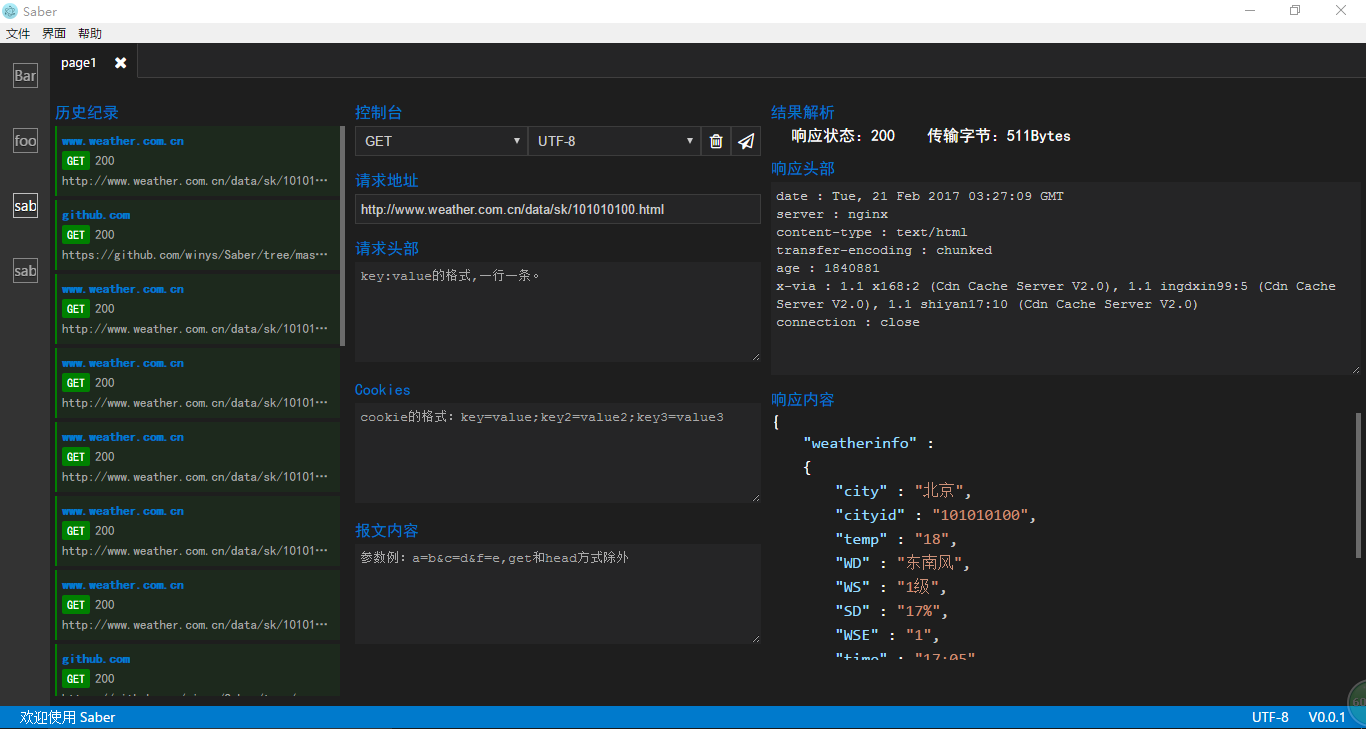 Saber
文件 界面 帮助
Bar
foo
sab
sab
page1
历史纪录
www.weather.com.cn
GET 200
http://www.weather.com.cn/data/sk/10101…
github.com
GET 200
https://github.com/winys/Saber/tree/mas…
www.weather.com.cn
GET 200
http://www.weather.com.cn/data/sk/10101…
www.weather.com.cn
GET 200
http://www.weather.com.cn/data/sk/10101…
www.weather.com.cn
GET 200
http://www.weather.com.cn/data/sk/10101…
www.weather.com.cn
GET 200
http://www.weather.com.cn/data/sk/10101…
www.weather.com.cn
GET 200
http://www.weather.com.cn/data/sk/10101…
github.com
GET 200
控制台
GET UTF-8
请求地址
http://www.weather.com.cn/data/sk/101010100.html
请求头部
key:value的格式,一行一条。
Cookies
cookie的格式：key=value;key2=value2;key3=value3
报文内容
参数例：a=b&c=d&f=e,get和head方式除外
结果解析
响应状态：200 传输字节：511Bytes
响应头部
date : Tue, 21 Feb 2017 03:27:09 GMT
server : nginx
content-type : text/html
transfer-encoding : chunked
age : 1840881
x-via : 1.1 x168:2 (Cdn Cache Server V2.0), 1.1 ingdxin99:5 (Cdn Cache
Server V2.0), 1.1 shiyan17:10 (Cdn Cache Server V2.0)
connection : close
响应内容
{
"weatherinfo" :
{
"city" : "北京",
"cityid" : "101010100",
"temp" : "18",
"WD" : "东南风",
"WS" : "1级",
"SD" : "17%",
"WSE" : "1",
"time" : "17:05"
欢迎使用 Saber
UTF-8 V0.0.1